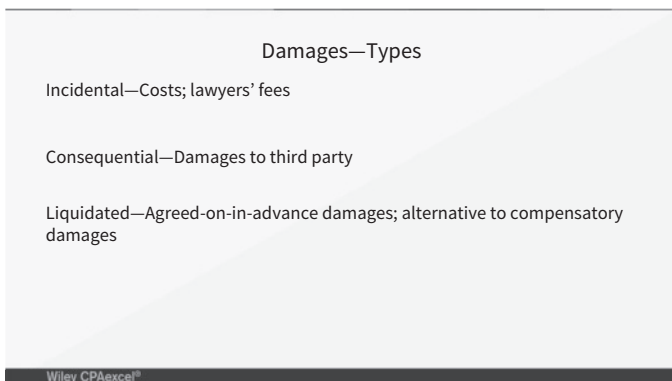 Damages—Types
Incidental—Costs; lawyers’ fees
Consequential—Damages to third party
Liquidated—Agreed-on-in-advance damages; alternative to compensatory
damages
Wiley CPAexcel®